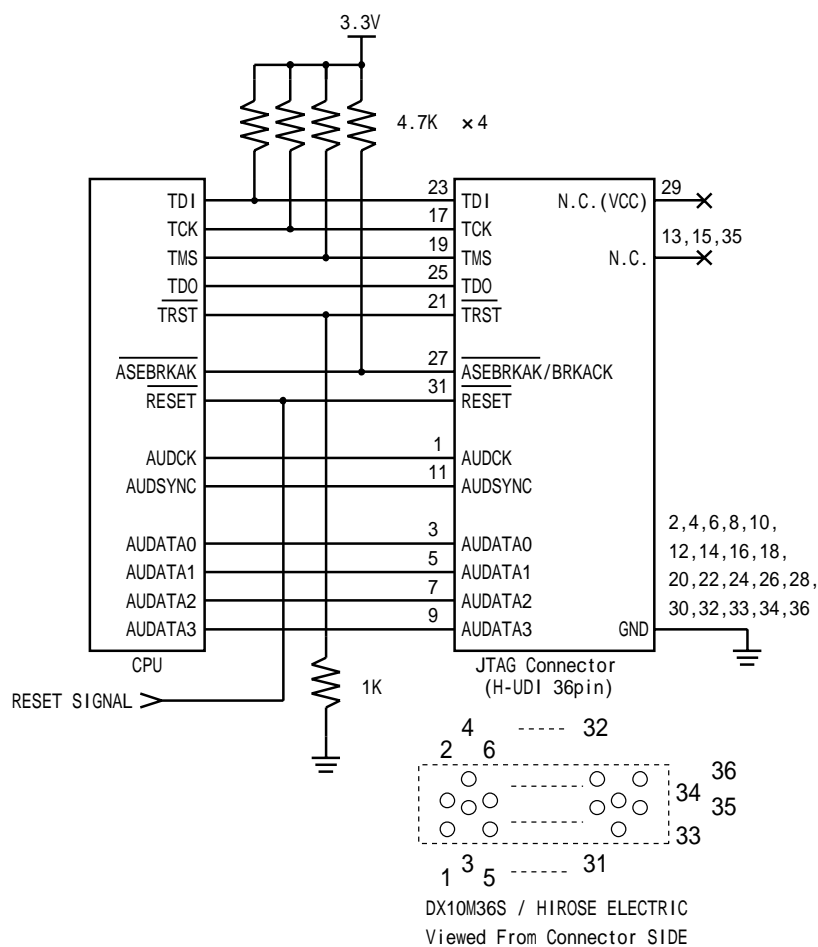 3.3V
4.7K ×4
TDI 23 TDI N.C.(VCC) 29
TCK 17 TCK 13,15,35
TMS 19 TMS N.C.
TDO 25 TDO
TRST 21 TRST
ASEBRKAK 27 ASEBRKAK/BRKACK
RESET 31 RESET
AUDCK 1 AUDCK
AUDSYNC 11 AUDSYNC
2,4,6,8,10,
AUDATA0 3 AUDATA0 12,14,16,18,
AUDATA1 5 AUDATA1 20,22,24,26,28,
AUDATA2 7 AUDATA2 30,32,33,34,36
AUDATA3 9 AUDATA3 GND
CPU JTAG Connector
(H-UDI 36pin)
RESET SIGNAL 1K
4 ----- 32
2 6
36
34
35
33
3 31
1 5 ------
DX10M36S / HIROSE ELECTRIC
Viewed From Connector SIDE